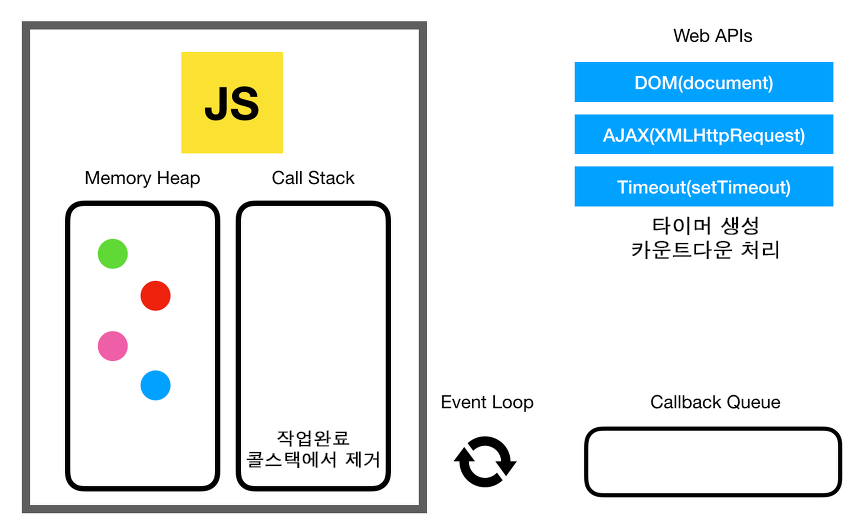 JS
Memory Heap
Call Stack
작업완료
콜스택에서 제거
Web APIs
DOM(document)
AJAX(XMLHttpRequest)
Timeout(setTimeout)
타이머 생성
카운트다운 처리
Event Loop
Callback Queue